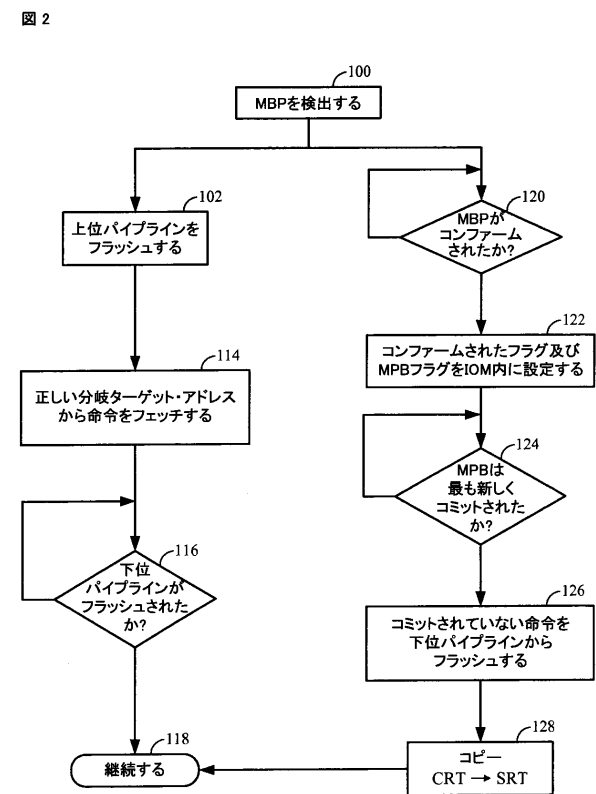 図 2
100
MBPを検出する
102
上位パイプラインを
フラッシュする
114
正しい分岐ターゲット・アドレス
から命令をフェッチする
116
下位
パイプラインが
フラッシュされた
か?
118
継続する
120
MBPが
コンファーム
されたか?
122
コンファームされたフラグ及び
MPBフラグをIOM内に設定する
124
MPBは
最も新しく
コミットされた
か?
126
コミットされていない命令を
下位パイプラインから
フラッシュする
128
コピー
CRT → SRT